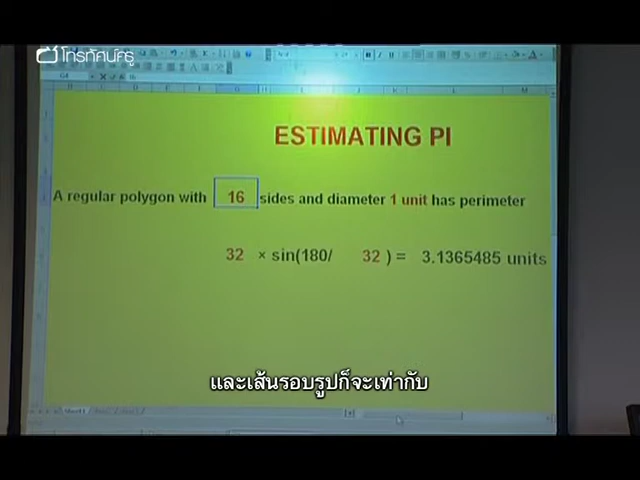 โทรทัศน์ครู
ESTIMATING PI
A regular polygon with 16 sides and diameter 1 unit has perimeter
32 × sin(180/ 32 ) = 3.1365485 units
และเส้นรอบรูปก็จะเท่ากับ